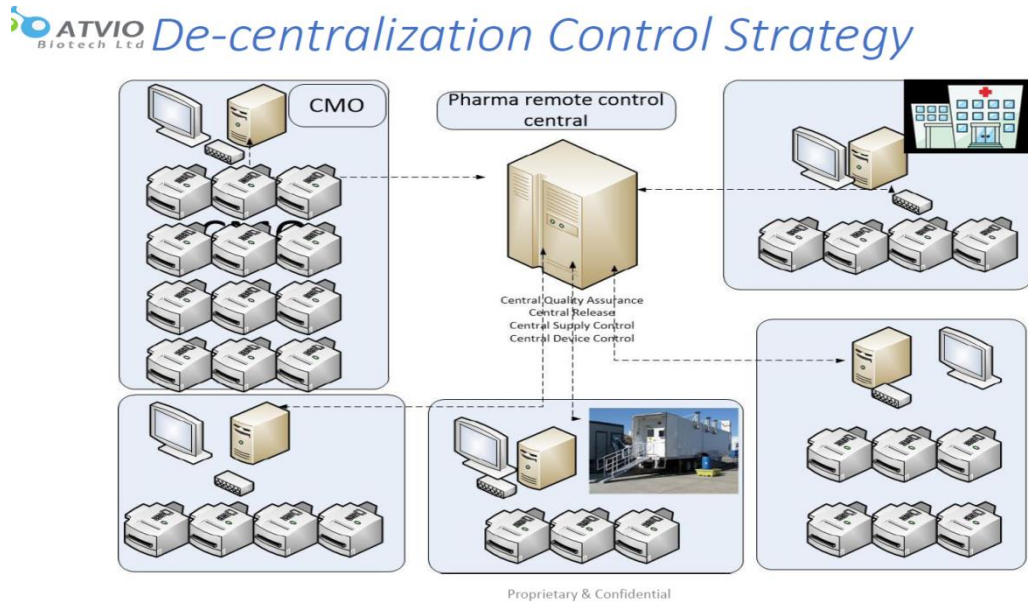 ATVIO
Biotech Ltd
De-centralization Control Strategy
CMO
Pharma remote control
central
Central Quality Assurance
Central Release
Central Supply Control
Central Device Control
Proprietary & Confidential